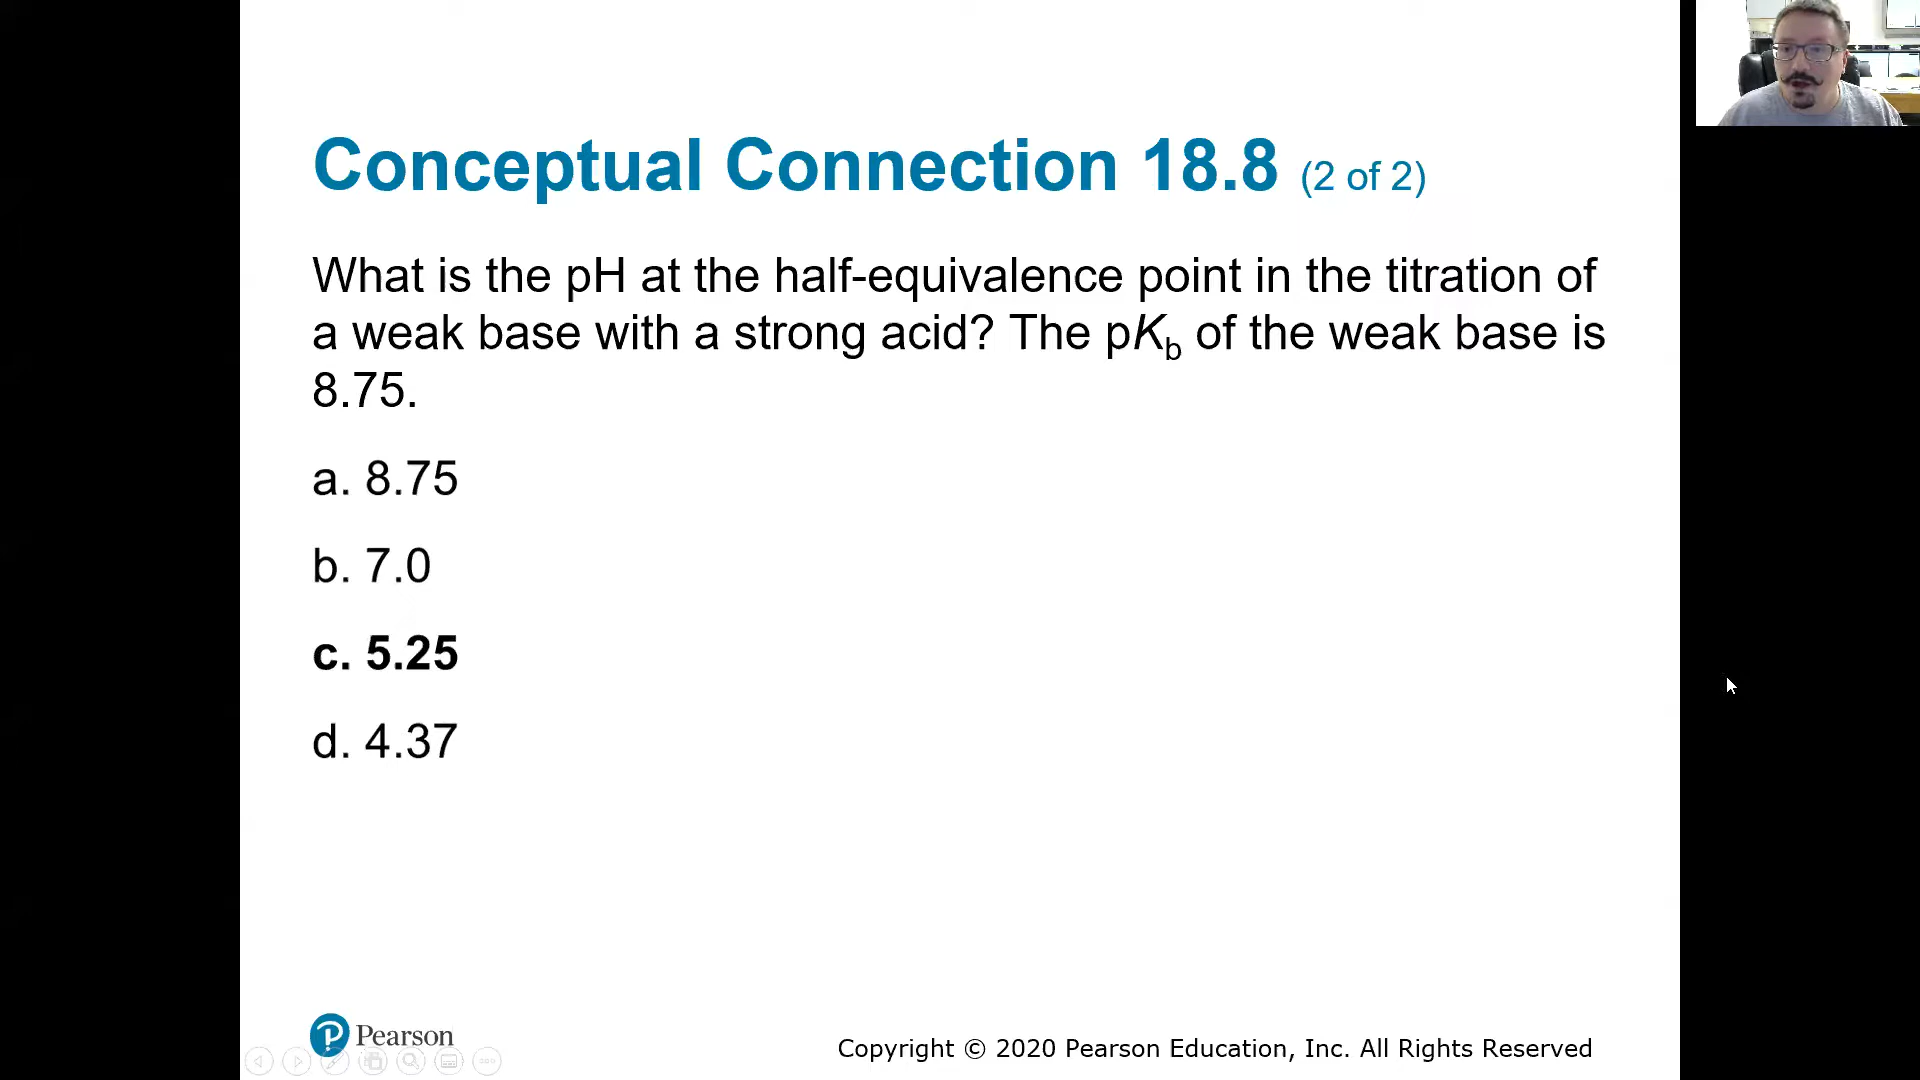 Conceptual Connection 18.8 (2 of 2)
What is the pH at the half-equivalence point in the titration of
a weak base with a strong acid? The pKb of the weak base is
8.75.
a. 8.75
b. 7.0
c. 5.25
d. 4.37
Pearson
Copyright © 2020 Pearson Education, Inc. All Rights Reserved